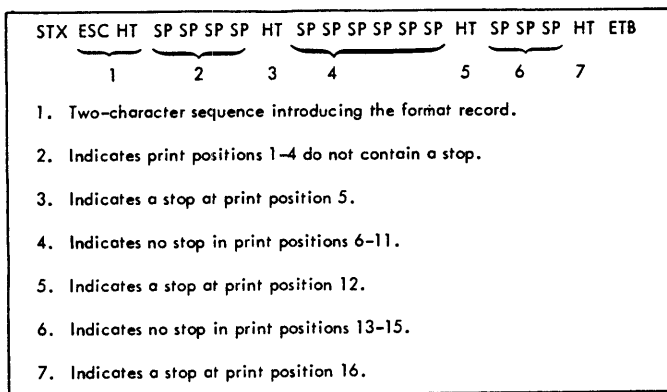 STX ESC HT SP SP SP SP HT SP SP SP SP SP SP HT SP SP SP HT ETB
1 2 3 4 5 6 7
1. Two-character sequence introducing the format record.
2. Indicates print positions 1-4 do not contain a stop.
3. Indicates a stop at print position 5.
4. Indicates no stop in print positions 6-11.
5. Indicates a stop at print position 12.
6. Indicates no stop in print positions 13-15.
7. Indicates a stop at print position 16.